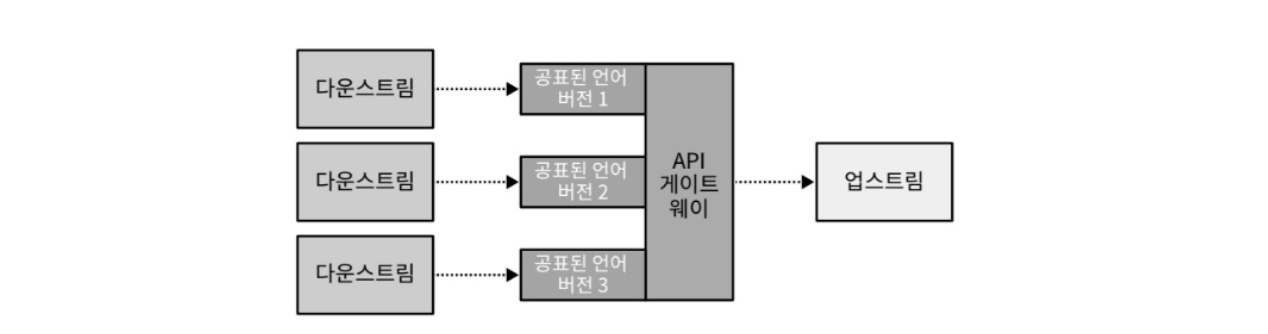 다운스트림
공표된 언어
버전 1
다운스트림
공표된 언어
버전 2
API
게이트
웨이
업스트림
다운스트림
공표된 언어
버전 3